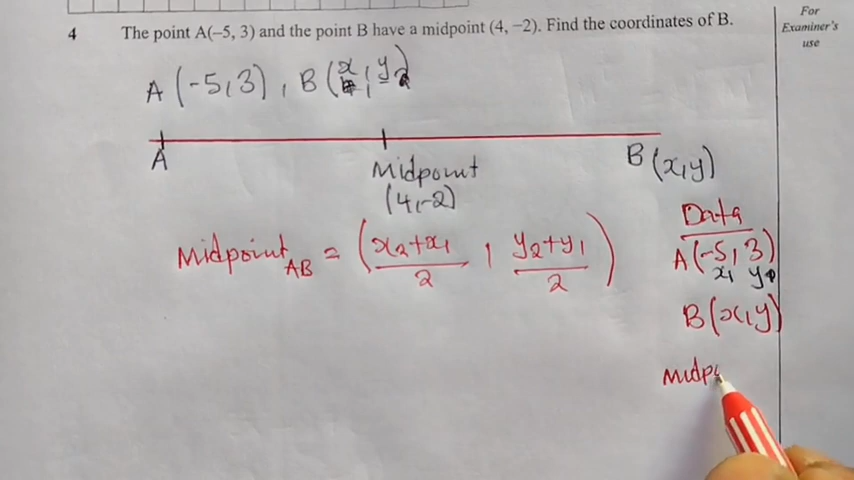 4 The point A(−5, 3) and the point B have a midpoint (4, −2). Find the coordinates of B.
For
Examiner's
use
A (-5, 3), B(x, y)
A
Midpoint
(4, -2)
B (x, y)
Midpoint AB = (x₂+x₁/2 , y₂+y₁/2)
Data
A(-5, 3)
x₁ y₁
B(x, y)
Midp